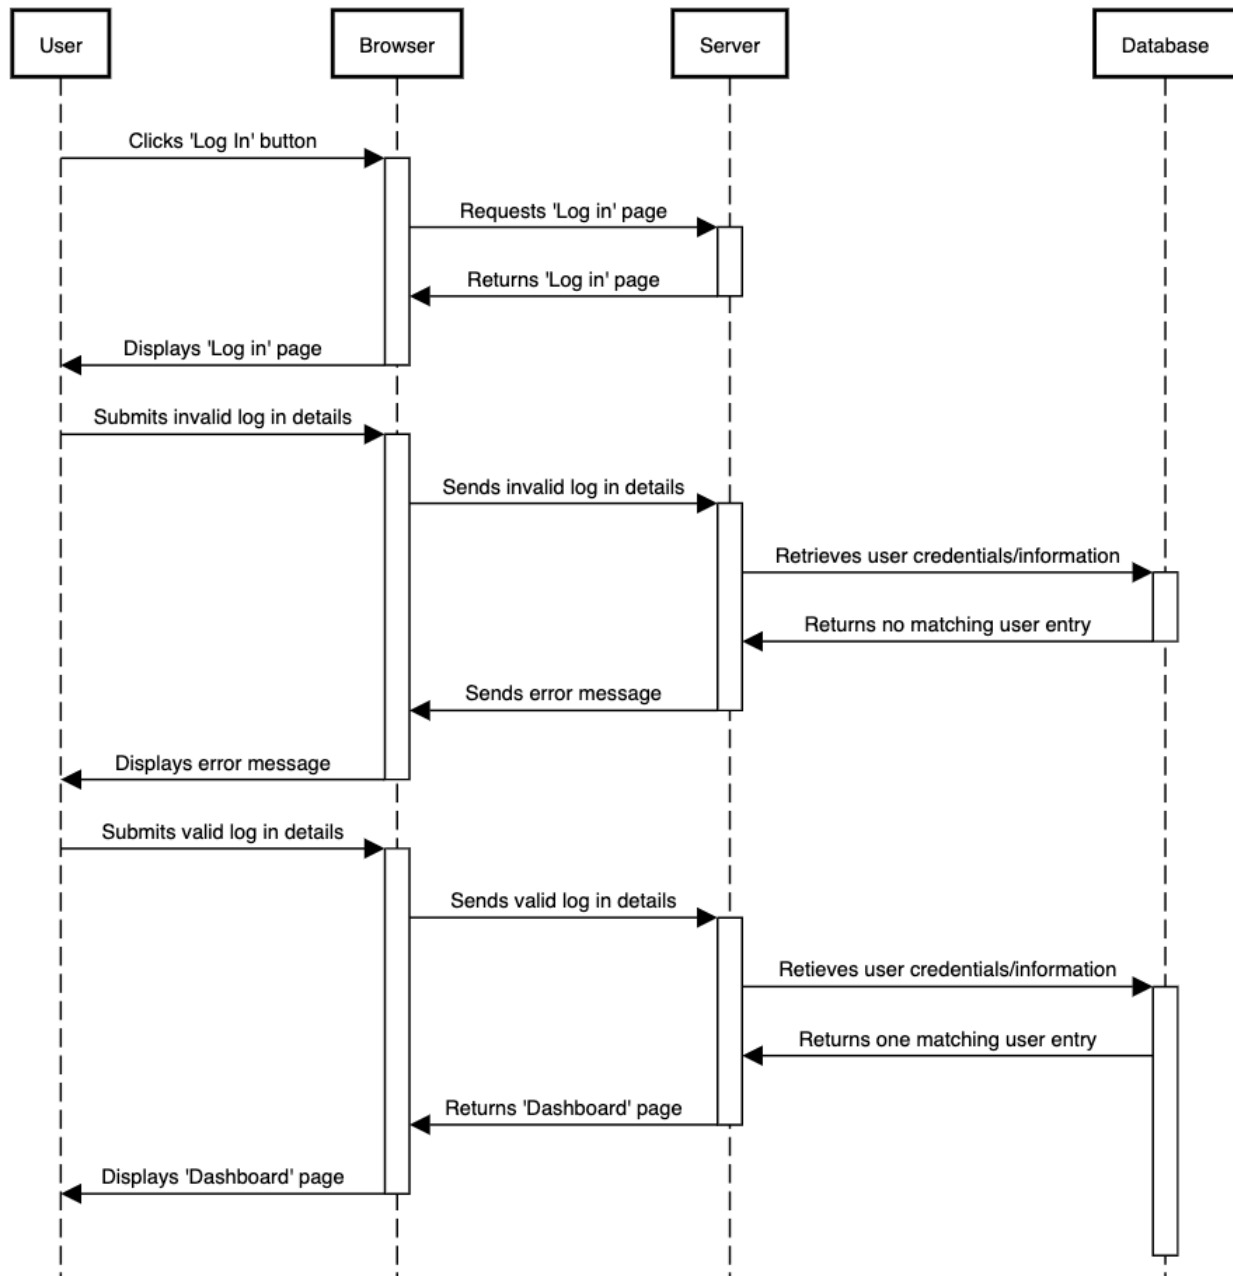 User
Browser
Server
Database
Clicks 'Log In' button
Requests 'Log in' page
Returns 'Log in' page
Displays 'Log in' page
Submits invalid log in details
Sends invalid log in details
Retrieves user credentials/information
Returns no matching user entry
Sends error message
Displays error message
Submits valid log in details
Sends valid log in details
Retieves user credentials/information
Returns one matching user entry
Returns 'Dashboard' page
Displays 'Dashboard' page